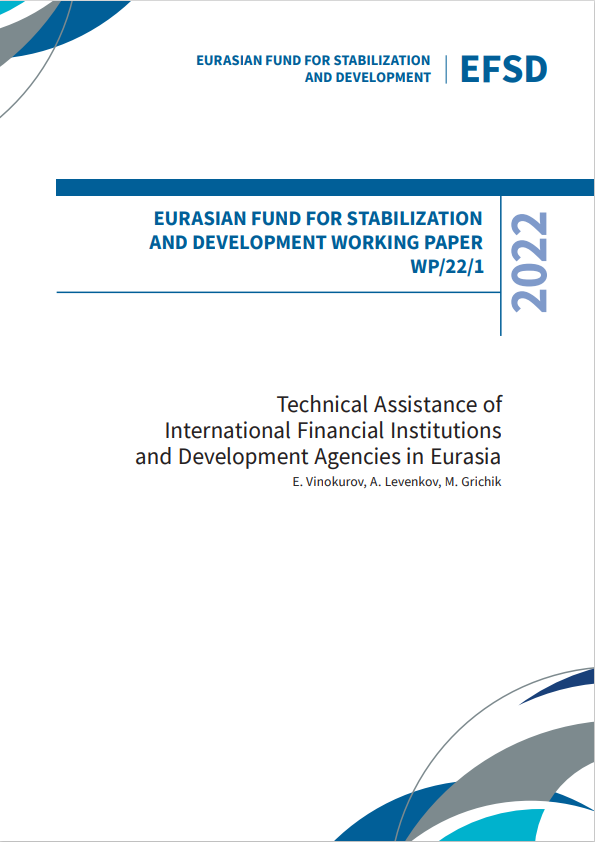 EURASIAN FUND FOR STABILIZATION
AND DEVELOPMENT
EFSD
EURASIAN FUND FOR STABILIZATION
AND DEVELOPMENT WORKING PAPER
WP/22/1
2022
Technical Assistance of
International Financial Institutions
and Development Agencies in Eurasia
E. Vinokurov, A. Levenkov, M. Grichik